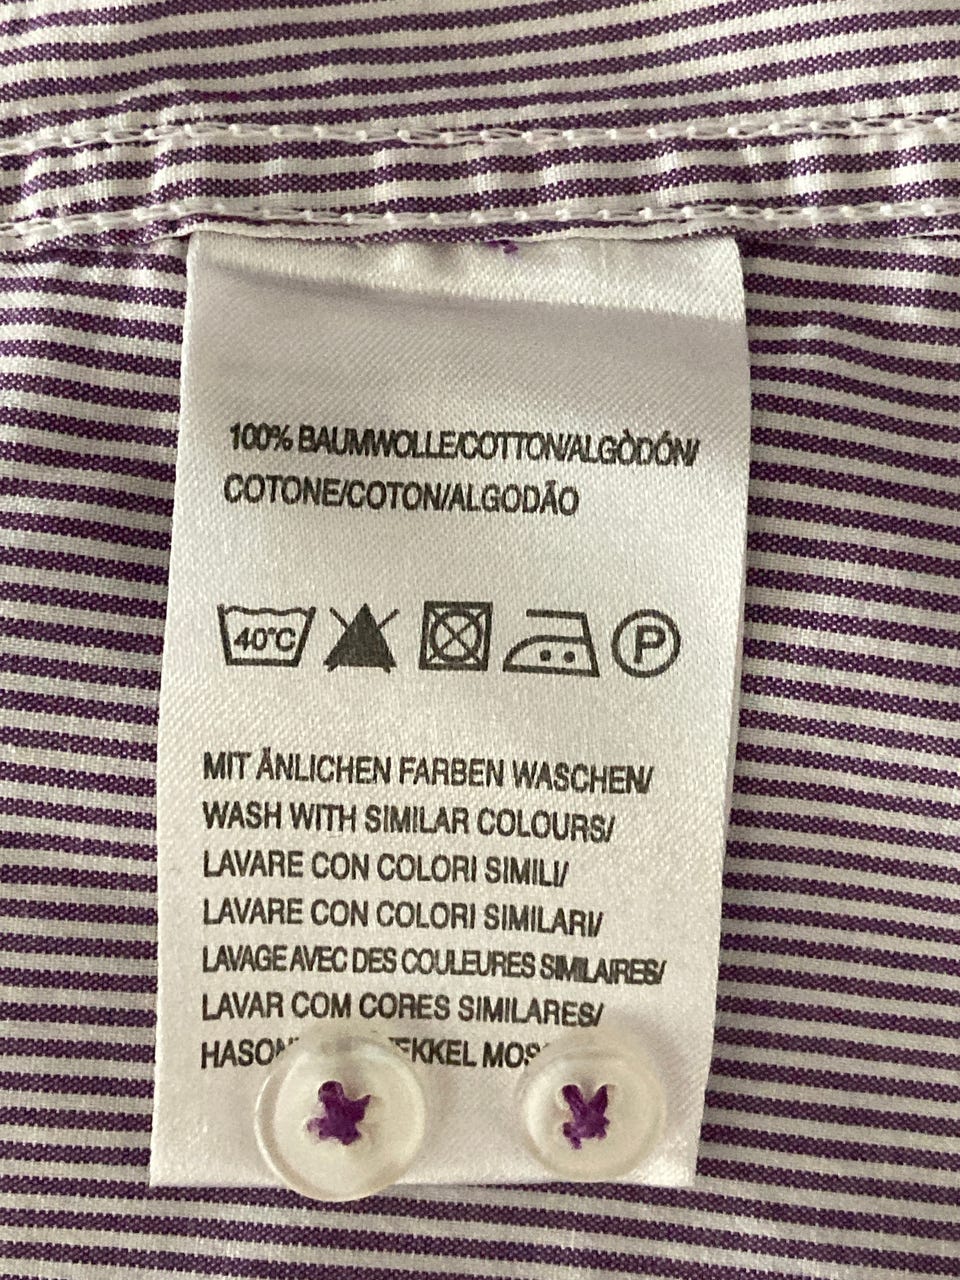 100% BAUMWOLLE/COTTON/ALGÒDÓN/
COTONE/COTON/ALGODÃO
40°C P
MIT ÄNLICHEN FARBEN WASCHEN/
WASH WITH SIMILAR COLOURS/
LAVARE CON COLORI SIMILI/
LAVARE CON COLORI SIMILARI/
LAVAGE AVEC DES COULEURES SIMILAIRES/
LAVAR COM CORES SIMILARES/